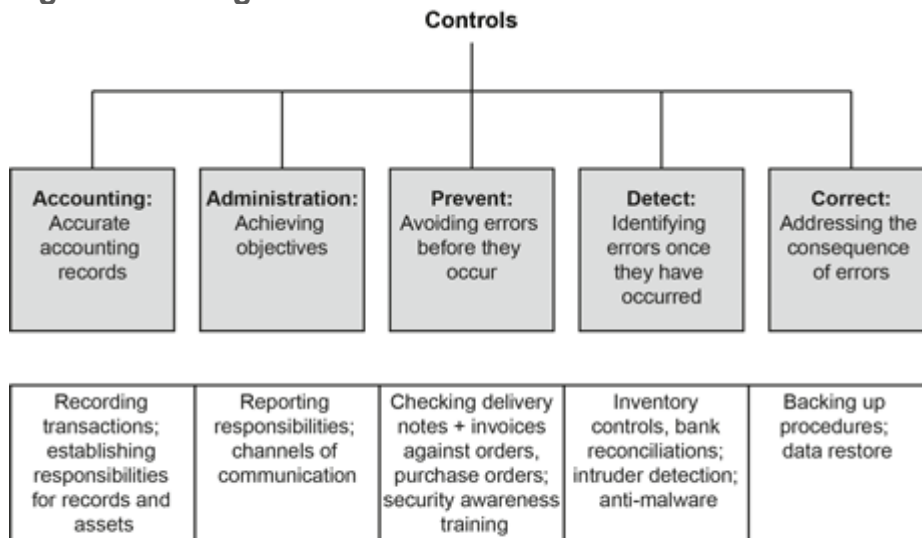 Controls
Accounting:
Accurate
accounting
records
Administration:
Achieving
objectives
Prevent:
Avoiding errors
before they
occur
Detect:
Identifying
errors once
they have
occurred
Correct:
Addressing the
consequence
of errors
Recording
transactions;
establishing
responsibilities
for records and
assets
Reporting
responsibilities;
channels of
communication
Checking delivery
notes + invoices
against orders,
purchase orders;
security awareness
training
Inventory
controls, bank
reconciliations;
intruder detection;
anti-malware
Backing up
procedures;
data restore